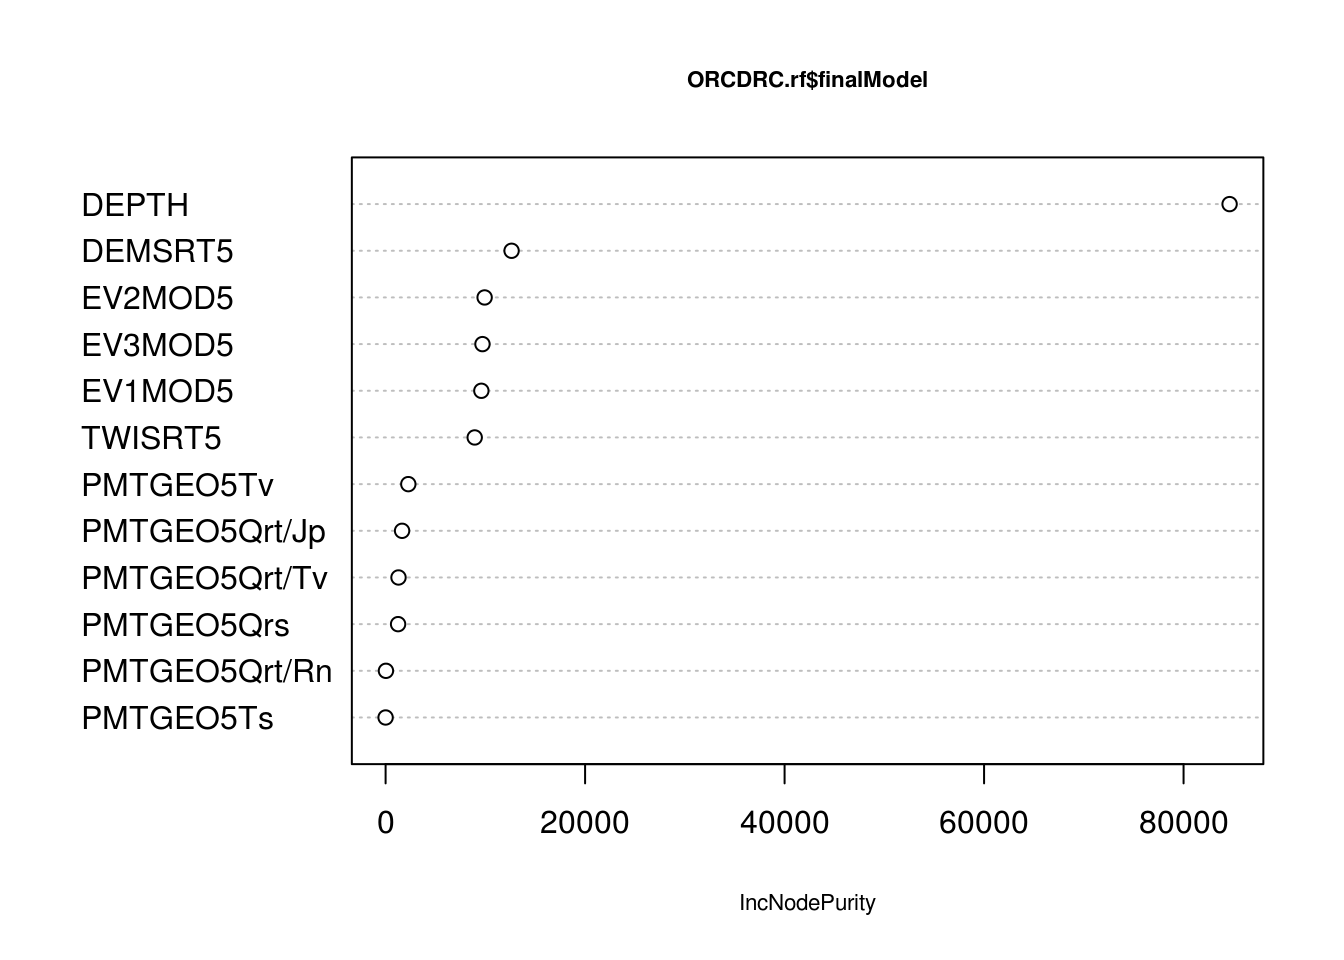 ORCDRC.rf$finalModel
DEPTH
DEMSRT5
EV2MOD5
EV3MOD5
EV1MOD5
TWISRT5
PMTGEO5Tv
PMTGEO5Qrt/Jp
PMTGEO5Qrt/Tv
PMTGEO5Qrs
PMTGEO5Qrt/Rn
PMTGEO5Ts
0 20000 40000 60000 80000
IncNodePurity